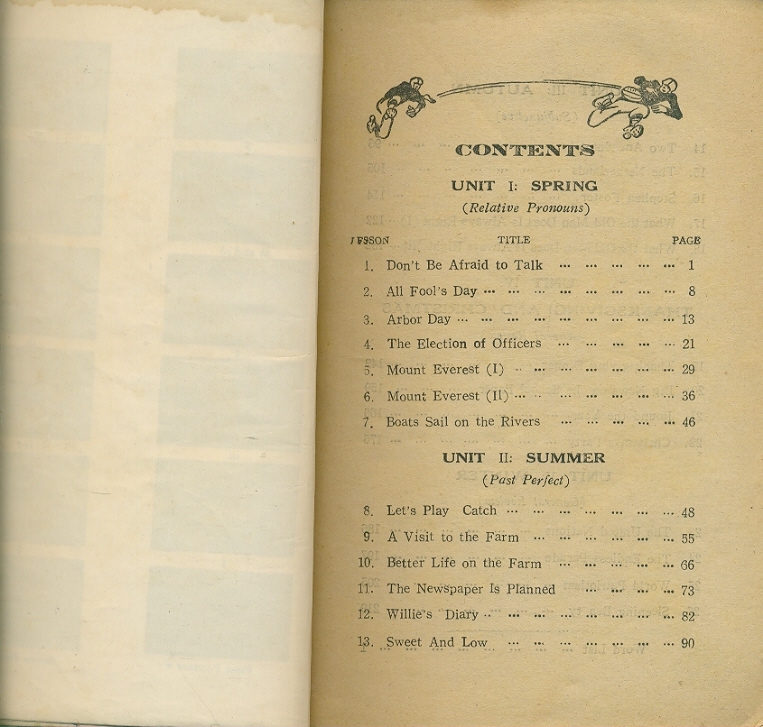 CONTENTS
UNIT I: SPRING
(Relative Pronouns)
LESSON TITLE PAGE
1. Don't Be Afraid to Talk ... ... ... ... ... 1
2. All Fool's Day ... ... ... ... ... ... ... 8
3. Arbor Day ... ... ... ... ... ... ... ... 13
4. The Election of Officers ... ... ... ... ... 21
5. Mount Everest (I) ... ... ... ... ... ... 29
6. Mount Everest (II) ... ... ... ... ... ... 36
7. Boats Sail on the Rivers ... ... ... ... ... 46
UNIT II: SUMMER
(Past Perfect)
8. Let's Play Catch ... ... ... ... ... ... ... 48
9. A Visit to the Farm ... ... ... ... ... ... 55
10. Better Life on the Farm ... ... ... ... ... 66
11. The Newspaper Is Planned ... ... ... ... ... 73
12. Willie's Diary ... ... ... ... ... ... ... 82
13. Sweet And Low ... ... ... ... ... ... ... 90